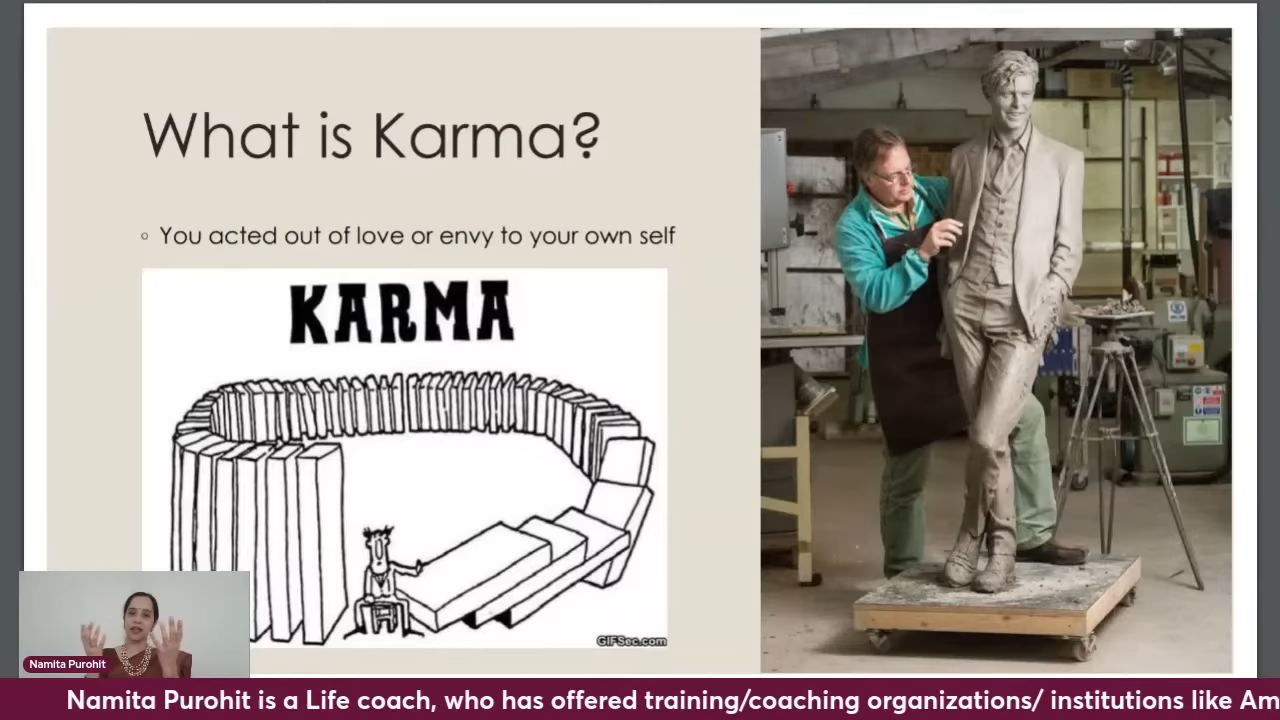 What is Karma?
◦ You acted out of love or envy to your own self
KARMA
GIFSec.com
Namita Purohit
Namita Purohit is a Life coach, who has offered training/coaching organizations/ institutions like Am